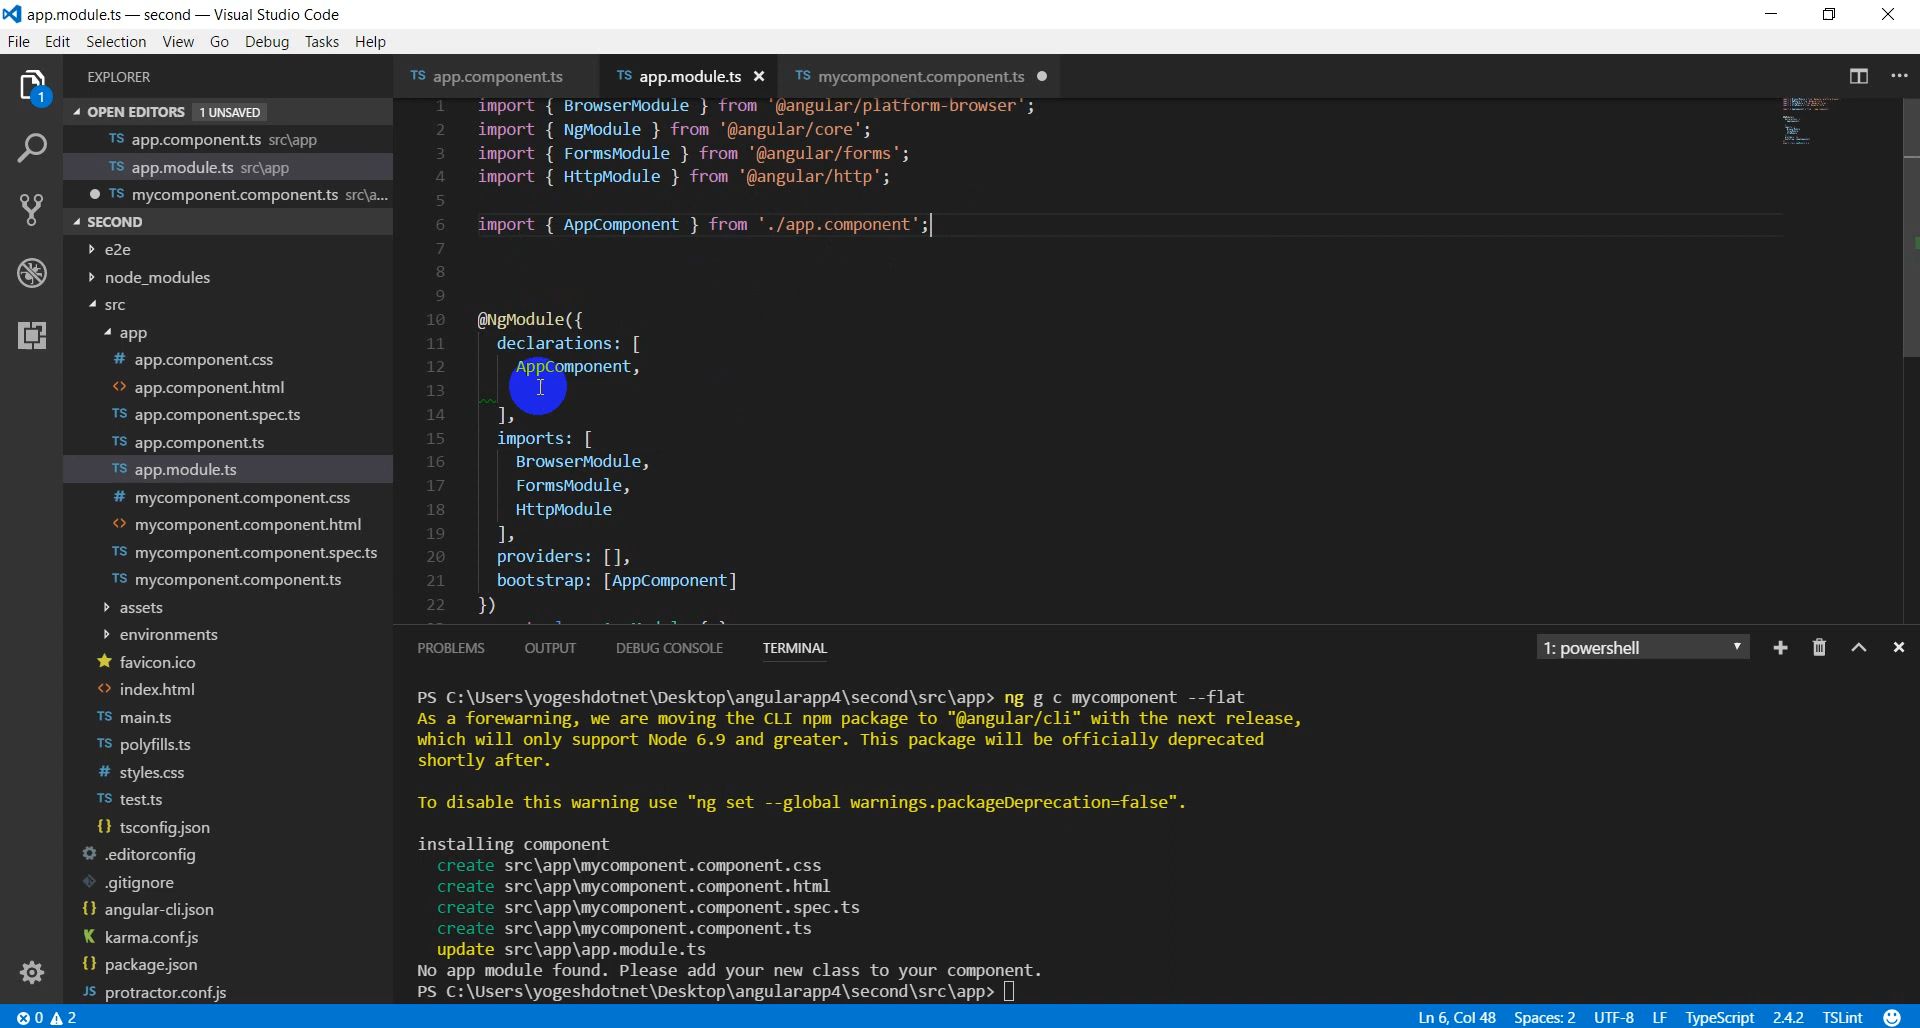 app.module.ts — second — Visual Studio Code
File Edit Selection View Go Debug Tasks Help
1
EXPLORER
OPEN EDITORS 1 UNSAVED
TS app.component.ts src\app
TS app.module.ts src\app
TS mycomponent.component.ts src\a...
SECOND
e2e
node_modules
src
app
# app.component.css
<> app.component.html
TS app.component.spec.ts
TS app.component.ts
TS app.module.ts
# mycomponent.component.css
<> mycomponent.component.html
TS mycomponent.component.spec.ts
TS mycomponent.component.ts
assets
environments
favicon.ico
<> index.html
TS main.ts
TS polyfills.ts
# styles.css
TS test.ts
{} tsconfig.json
.editorconfig
.gitignore
{} angular-cli.json
K karma.conf.js
{} package.json
JS protractor.conf.js
TS app.component.ts TS app.module.ts TS mycomponent.component.ts
1 import { BrowserModule } from '@angular/platform-browser';
2 import { NgModule } from '@angular/core';
3 import { FormsModule } from '@angular/forms';
4 import { HttpModule } from '@angular/http';
5
6 import { AppComponent } from './app.component';
7
8
9
10 @NgModule({
11 declarations: [
12 AppComponent,
13
14 ],
15 imports: [
16 BrowserModule,
17 FormsModule,
18 HttpModule
19 ],
20 providers: [],
21 bootstrap: [AppComponent]
22 })
PROBLEMS OUTPUT DEBUG CONSOLE TERMINAL 1: powershell
PS C:\Users\yogeshdotnet\Desktop\angularapp4\second\src\app> ng g c mycomponent --flat
As a forewarning, we are moving the CLI npm package to "@angular/cli" with the next release,
which will only support Node 6.9 and greater. This package will be officially deprecated
shortly after.
To disable this warning use "ng set --global warnings.packageDeprecation=false".
installing component
create src\app\mycomponent.component.css
create src\app\mycomponent.component.html
create src\app\mycomponent.component.spec.ts
create src\app\mycomponent.component.ts
update src\app\app.module.ts
No app module found. Please add your new class to your component.
PS C:\Users\yogeshdotnet\Desktop\angularapp4\second\src\app>
0 2 Ln 6, Col 48 Spaces: 2 UTF-8 LF TypeScript 2.4.2 TSLint